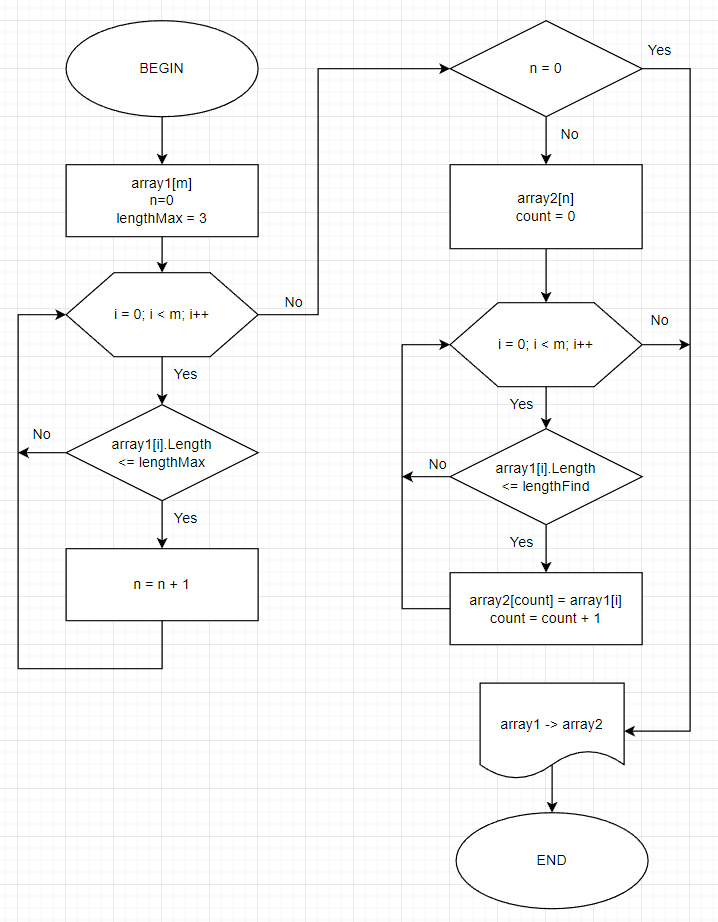 BEGIN
array1[m]
n=0
lengthMax = 3
i = 0; i < m; i++
No
Yes
array1[i].Length
<= lengthMax
No
Yes
n = n + 1
n = 0
Yes
No
array2[n]
count = 0
i = 0; i < m; i++
No
Yes
array1[i].Length
<= lengthFind
No
Yes
array2[count] = array1[i]
count = count + 1
array1 -> array2
END